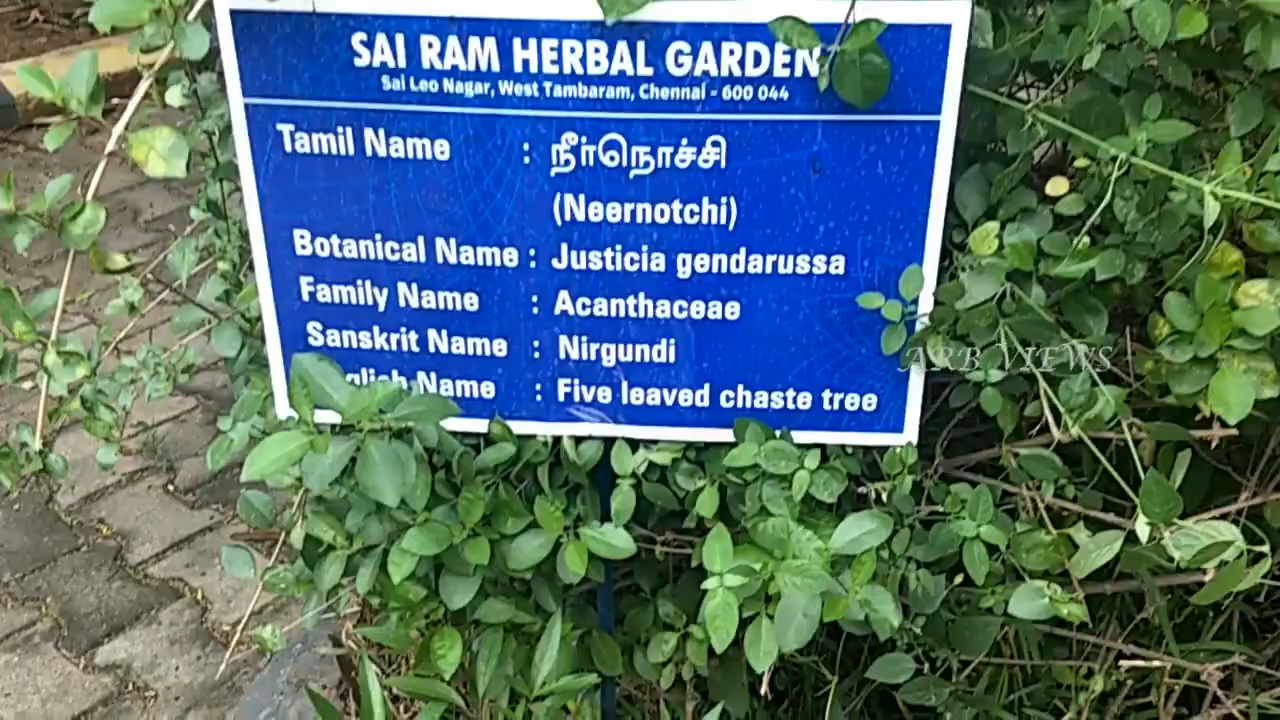 SAI RAM HERBAL GARDEN
Sai Leo Nagar, West Tambaram, Chennai - 600 044
Tamil Name : நீர்நொச்சி
(Neernotchi)
Botanical Name : Justicia gendarussa
Family Name : Acanthaceae
Sanskrit Name : Nirgundi
English Name : Five leaved chaste tree
ARB VIEWS